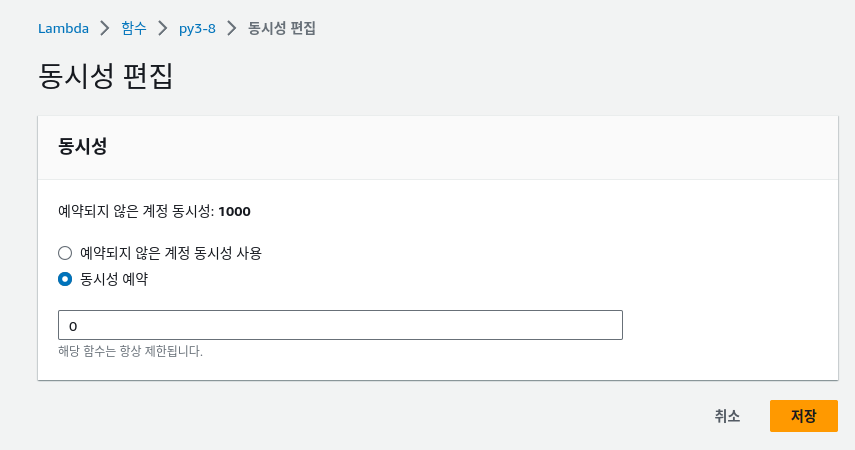 Lambda > 함수 > py3-8 > 동시성 편집
동시성 편집
동시성
예약되지 않은 계정 동시성: 1000
예약되지 않은 계정 동시성 사용
동시성 예약
0
해당 함수는 항상 제한됩니다.
취소 저장